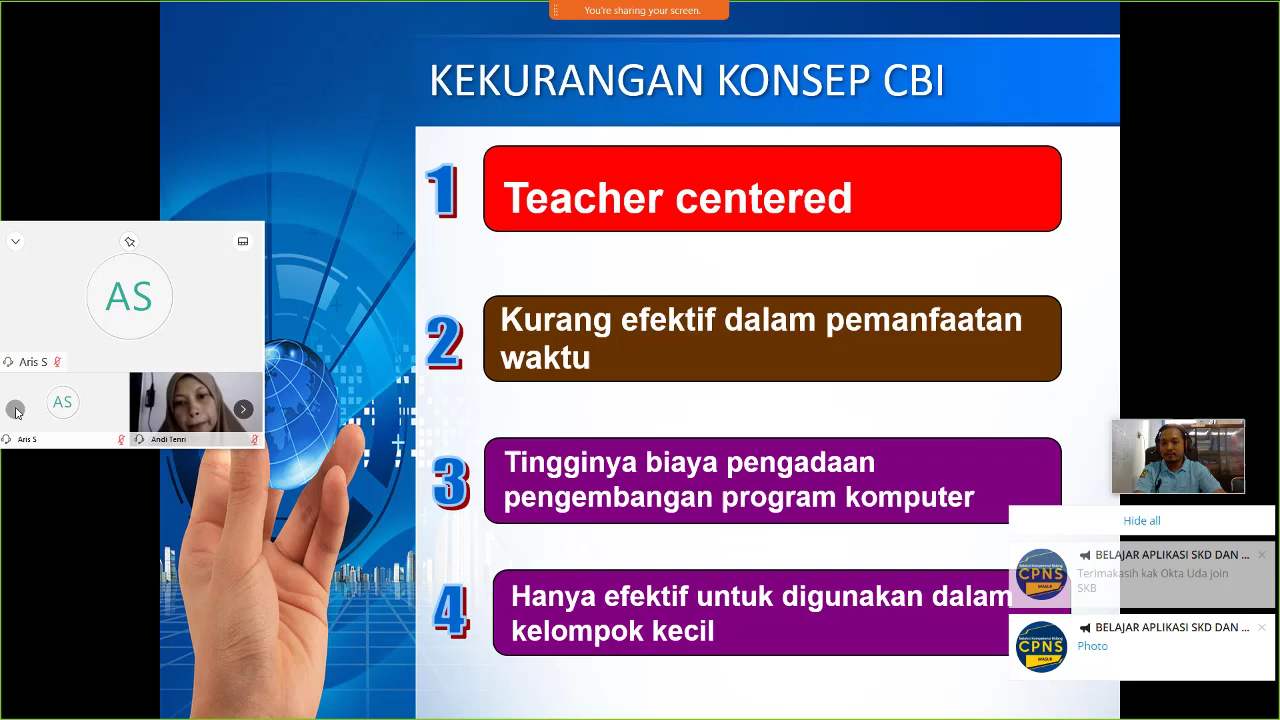 You're sharing your screen.
KEKURANGAN KONSEP CBI
1
Teacher centered
2
Kurang efektif dalam pemanfaatan
waktu
3
Tingginya biaya pengadaan
pengembangan program komputer
4
Hanya efektif untuk digunakan dalam
kelompok kecil
AS
Aris S
AS
Aris S
Andi Tenri
Hide all
BELAJAR APLIKASI SKD DAN ...
Terimakasih kak Okta Uda join
SKB
CPNS
BELAJAR APLIKASI SKD DAN ...
Photo
CPNS